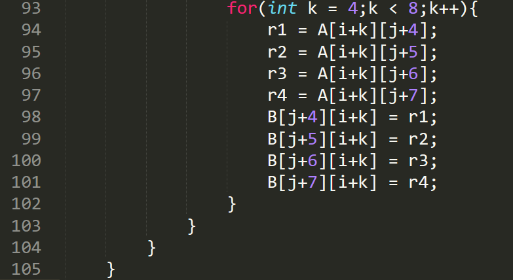 93 for(int k = 4;k < 8;k++){
94 r1 = A[i+k][j+4];
95 r2 = A[i+k][j+5];
96 r3 = A[i+k][j+6];
97 r4 = A[i+k][j+7];
98 B[j+4][i+k] = r1;
99 B[j+5][i+k] = r2;
100 B[j+6][i+k] = r3;
101 B[j+7][i+k] = r4;
102 }
103 }
104 }
105 }